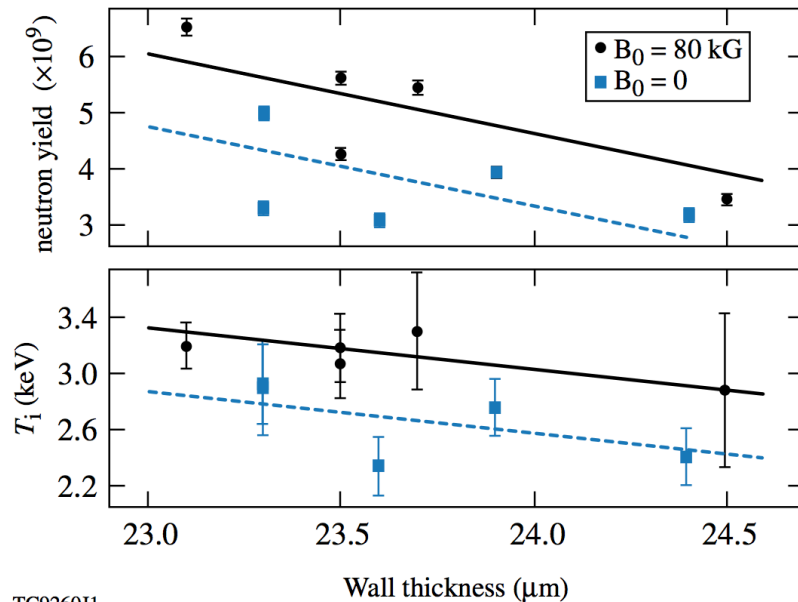 neutron yield (×10⁹)
6
5
4
3
B₀ = 80 kG
B₀ = 0
Tᵢ (keV)
3.4
3.0
2.6
2.2
23.0 23.5 24.0 24.5
Wall thickness (μm)